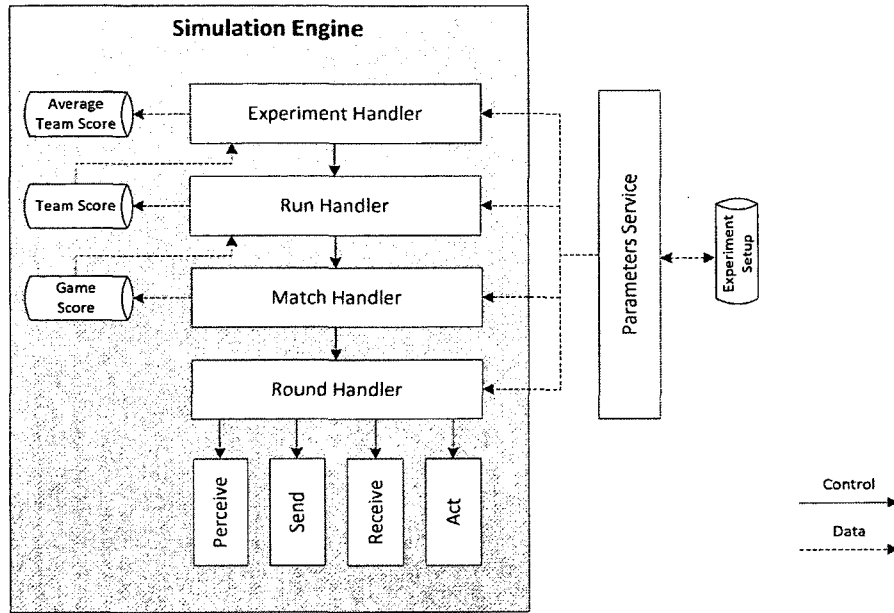 Simulation Engine
Average
Team Score
Experiment Handler
Team Score
Run Handler
Game
Score
Match Handler
Round Handler
Perceive
Send
Receive
Act
Parameters Service
Experiment
Setup
Control
Data